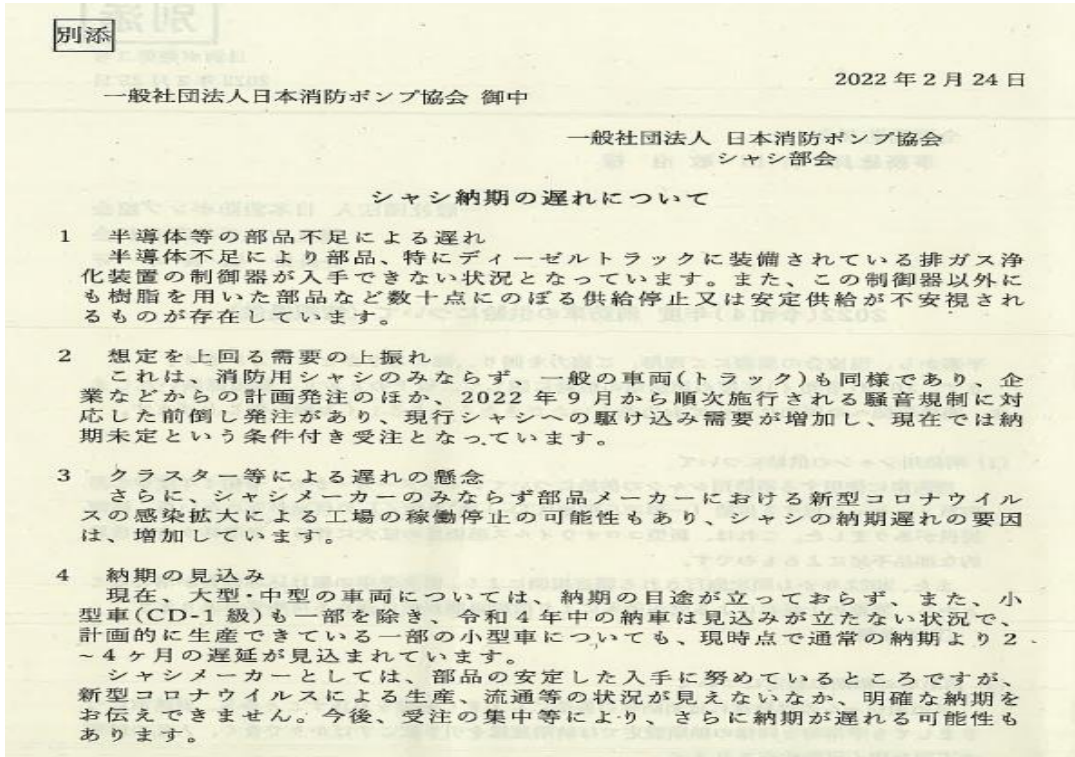 別添
2022年2月24日
一般社団法人日本消防ポンプ協会 御中
一般社団法人 日本消防ポンプ協会
シャシ部会
シャシ納期の遅れについて
1 半導体等の部品不足による遅れ
半導体不足により部品、特にディーゼルトラックに装備されている排ガス浄
化装置の制御器が入手できない状況となっています。また、この制御器以外に
も樹脂を用いた部品など数十点にのぼる供給停止又は安定供給が不安視され
るものが存在しています。
2 想定を上回る需要の上振れ
これは、消防用シャシのみならず、一般の車両(トラック)も同様であり、企
業などからの計画発注のほか、2022年9月から順次施行される騒音規制に対
応した前倒し発注があり、現行シャシへの駆け込み需要が増加し、現在では納
期未定という条件付き受注となっています。
3 クラスター等による遅れの懸念
さらに、シャシメーカーのみならず部品メーカーにおける新型コロナウイル
スの感染拡大による工場の稼働停止の可能性もあり、シャシの納期遅れの要因
は、増加しています。
4 納期の見込み
現在、大型・中型の車両については、納期の目途が立っておらず、また、小
型車(CD-1級)も一部を除き、令和4年中の納車は見込みが立たない状況で、
計画的に生産できている一部の小型車についても、現時点で通常の納期より2
~4ヶ月の遅延が見込まれています。
シャシメーカーとしては、部品の安定した入手に努めているところですが、
新型コロナウイルスによる生産、流通等の状況が見えないなか、明確な納期を
お伝えできません。今後、受注の集中等により、さらに納期が遅れる可能性も
あります。